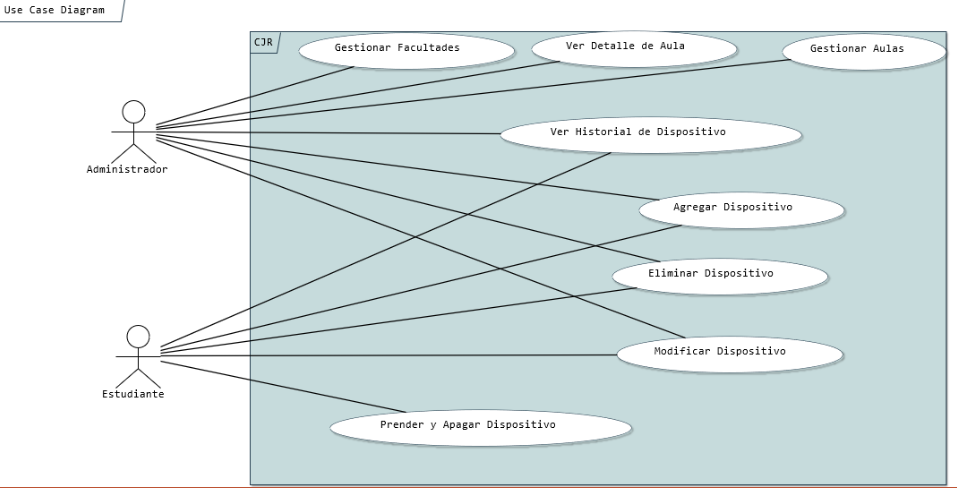 Use Case Diagram
CJR
Gestionar Facultades
Ver Detalle de Aula
Gestionar Aulas
Ver Historial de Dispositivo
Administrador
Agregar Dispositivo
Eliminar Dispositivo
Modificar Dispositivo
Estudiante
Prender y Apagar Dispositivo